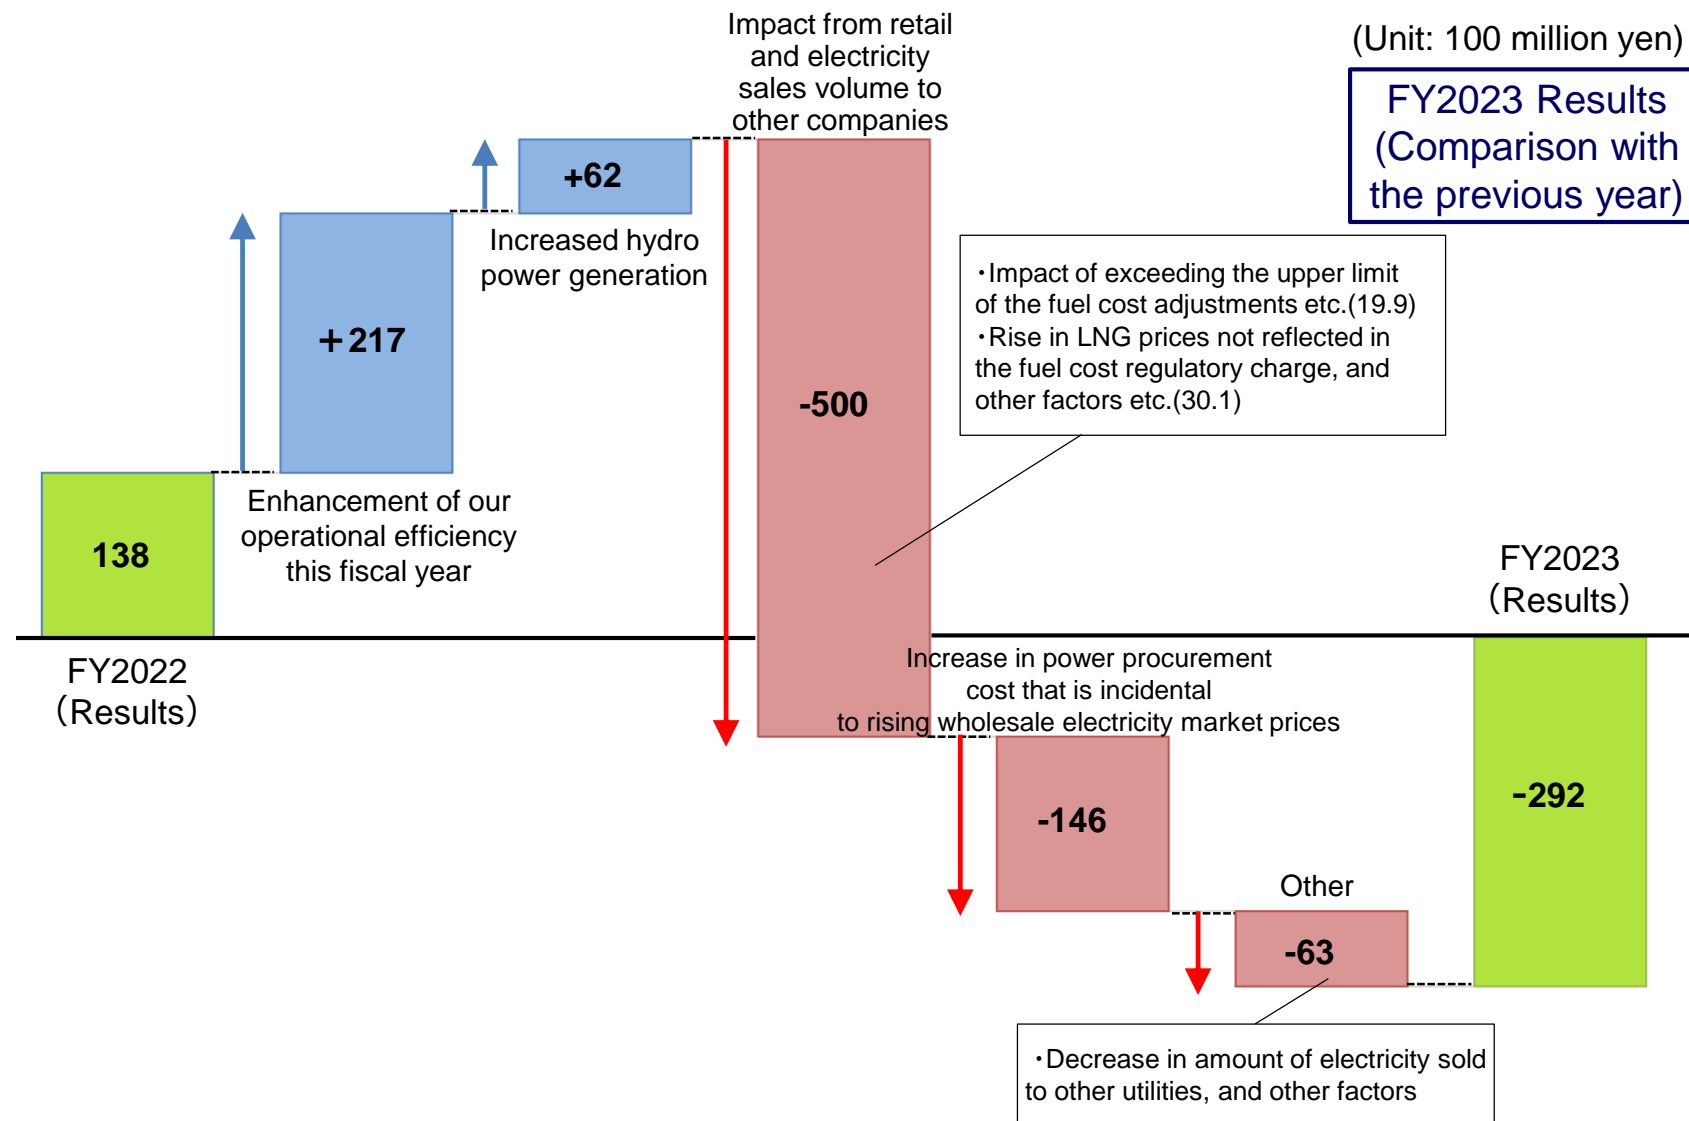 Impact from retail
and electricity
sales volume to
other companies
(Unit: 100 million yen)
FY2023 Results
(Comparison with
the previous year)
+62
Increased hydro
power generation
+217
・Impact of exceeding the upper limit
of the fuel cost adjustments etc.(19.9)
・Rise in LNG prices not reflected in
the fuel cost regulatory charge, and
other factors etc.(30.1)
-500
Enhancement of our
operational efficiency
this fiscal year
138
FY2022
（Results）
FY2023
（Results）
Increase in power procurement
cost that is incidental
to rising wholesale electricity market prices
-146
-292
Other
-63
・Decrease in amount of electricity sold
to other utilities, and other factors